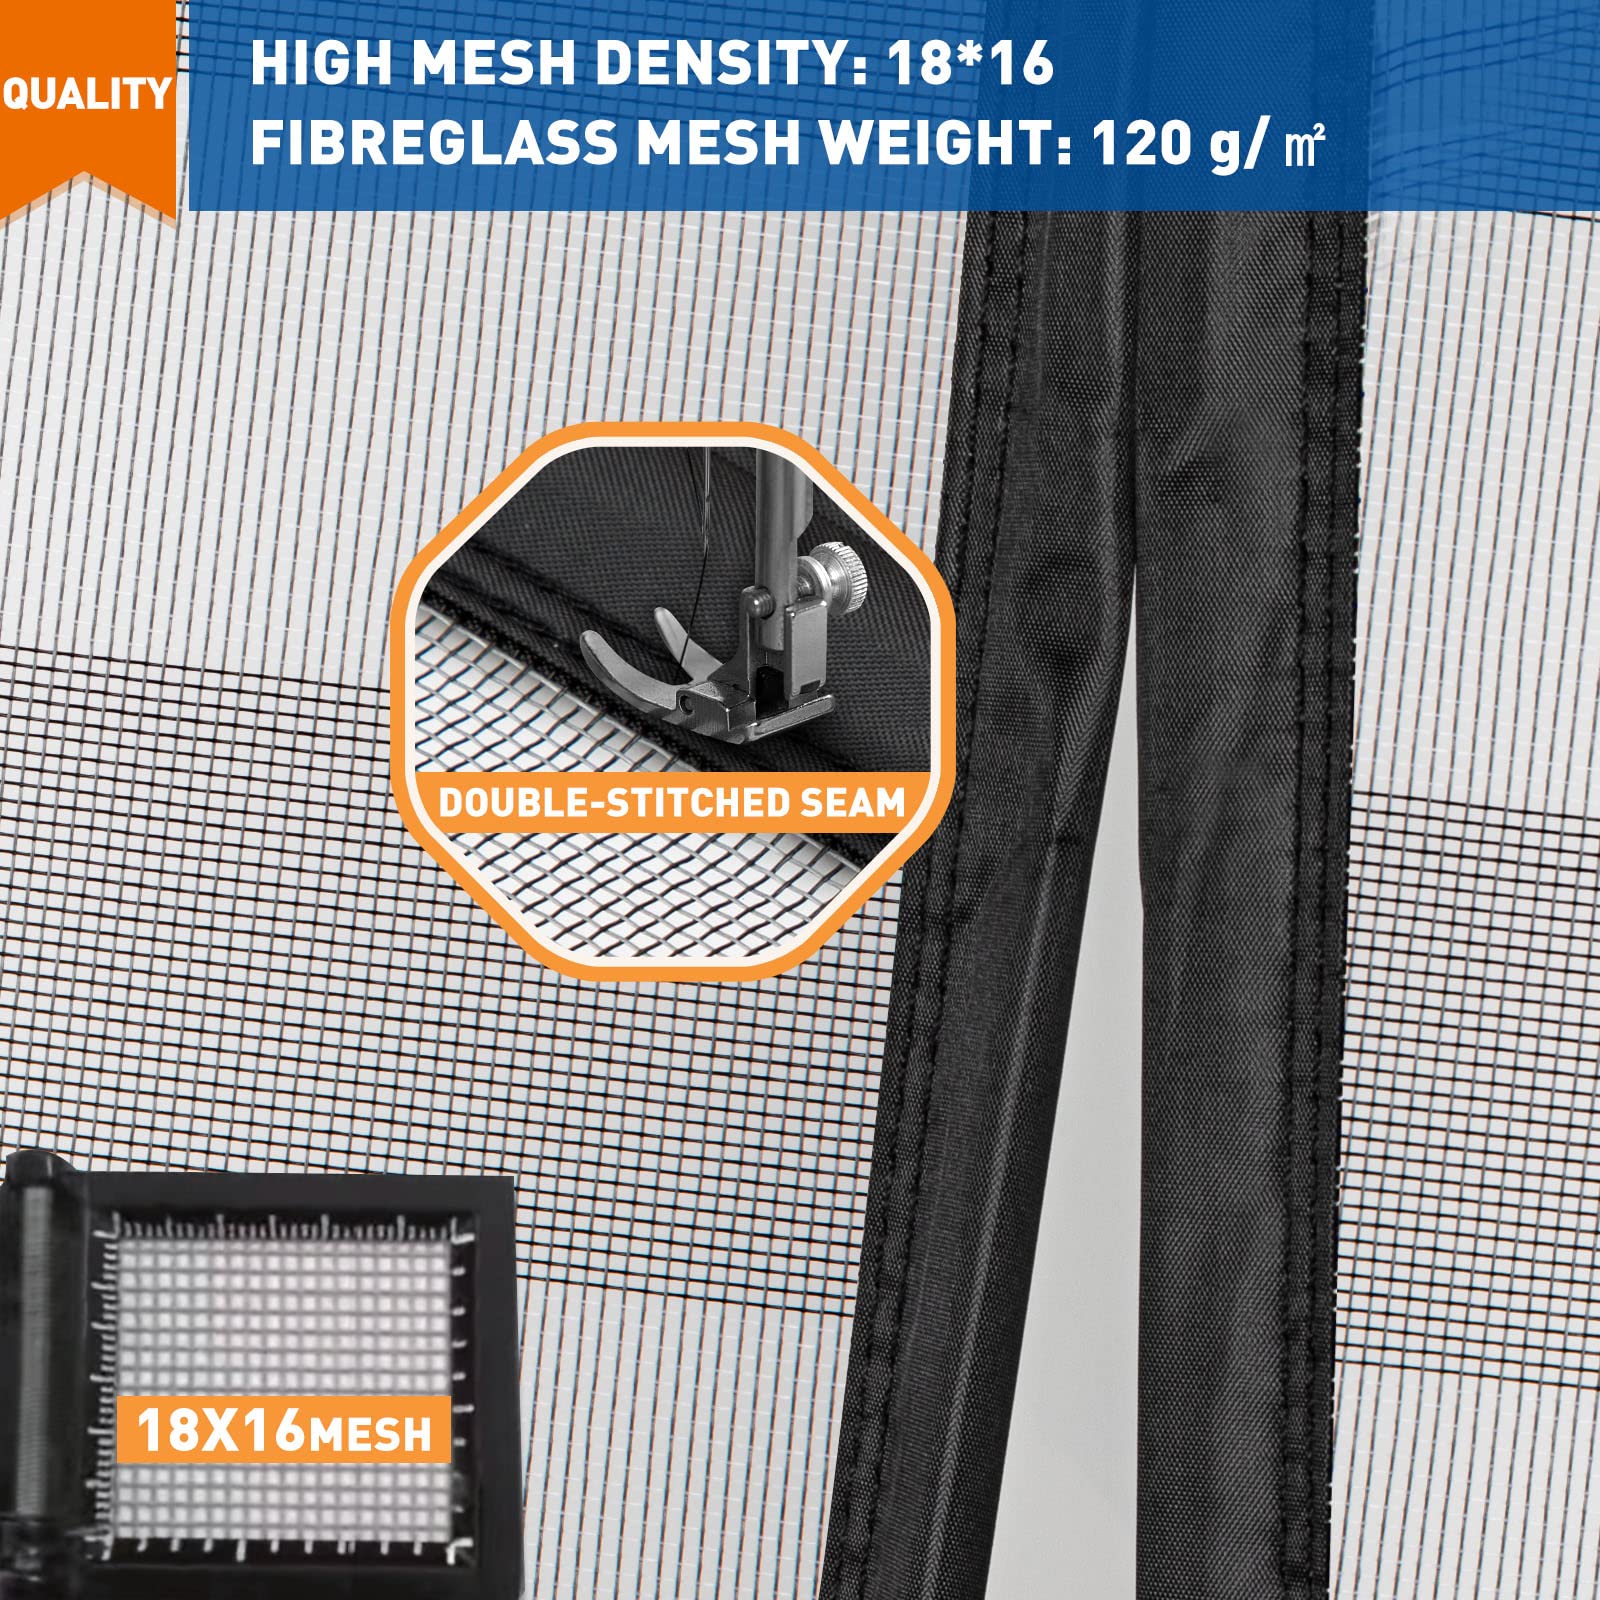 QUALITY
HIGH MESH DENSITY: 18*16
FIBREGLASS MESH WEIGHT: 120 g/㎡
DOUBLE-STITCHED SEAM
18X16MESH